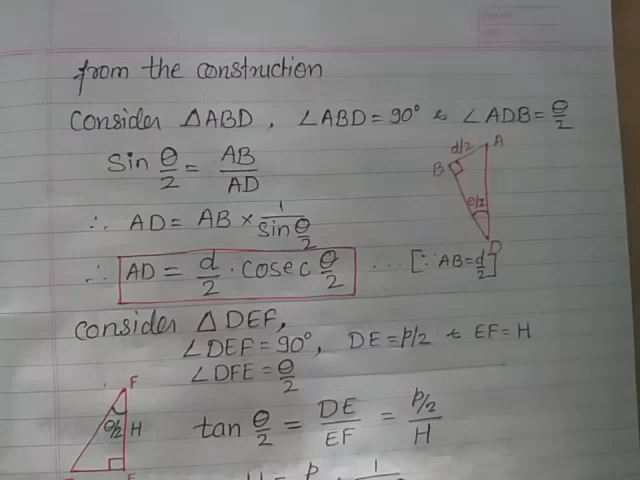 from the construction
Consider ΔABD, ∠ABD = 90° & ∠ADB = θ/2
Sin θ/2 = AB/AD
d/2 A
B
θ/2
D
∴ AD = AB × 1/sin θ/2
∴ AD = d/2 · cosec θ/2 ... [∵ AB = d/2]
Consider ΔDEF,
∠DEF = 90°, DE = p/2 & EF = H
∠DFE = θ/2
F
θ/2 H
tan θ/2 = DE/EF = p/2/H
H = p · 1